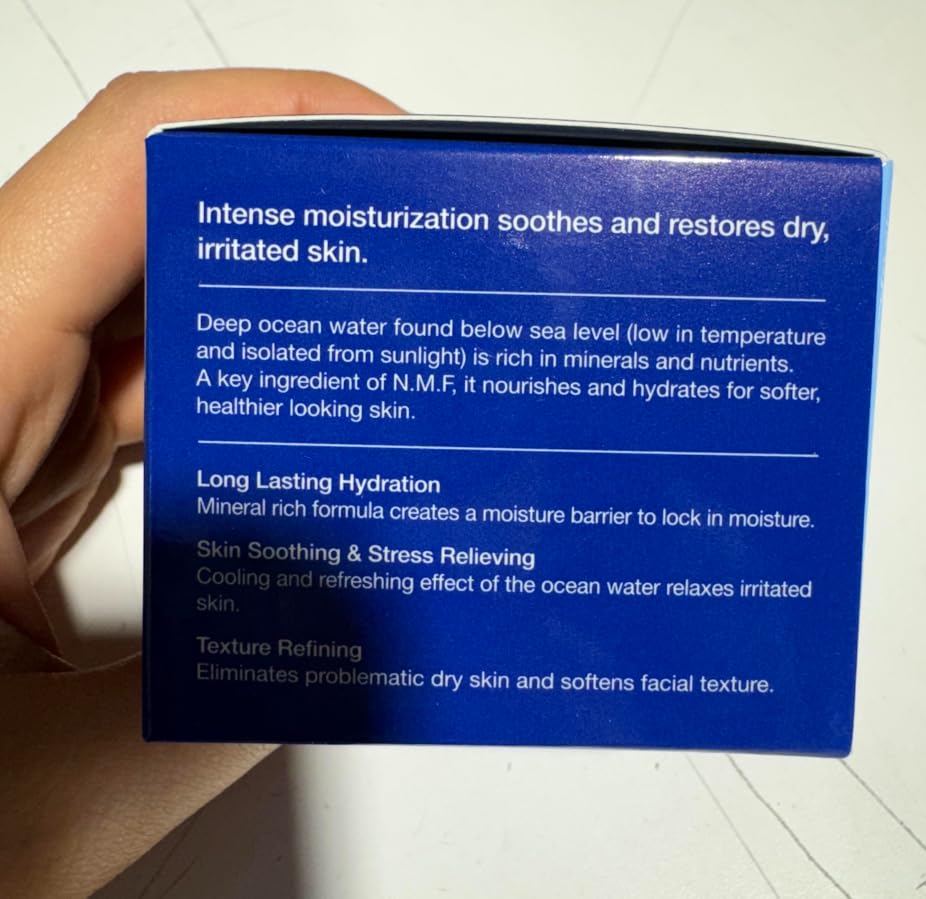 Intense moisturization soothes and restores dry,
irritated skin.
Deep ocean water found below sea level (low in temperature
and isolated from sunlight) is rich in minerals and nutrients.
A key ingredient of N.M.F, it nourishes and hydrates for softer,
healthier looking skin.
Long Lasting Hydration
Mineral rich formula creates a moisture barrier to lock in moisture.
Skin Soothing & Stress Relieving
Cooling and refreshing effect of the ocean water relaxes irritated
skin.
Texture Refining
Eliminates problematic dry skin and softens facial texture.